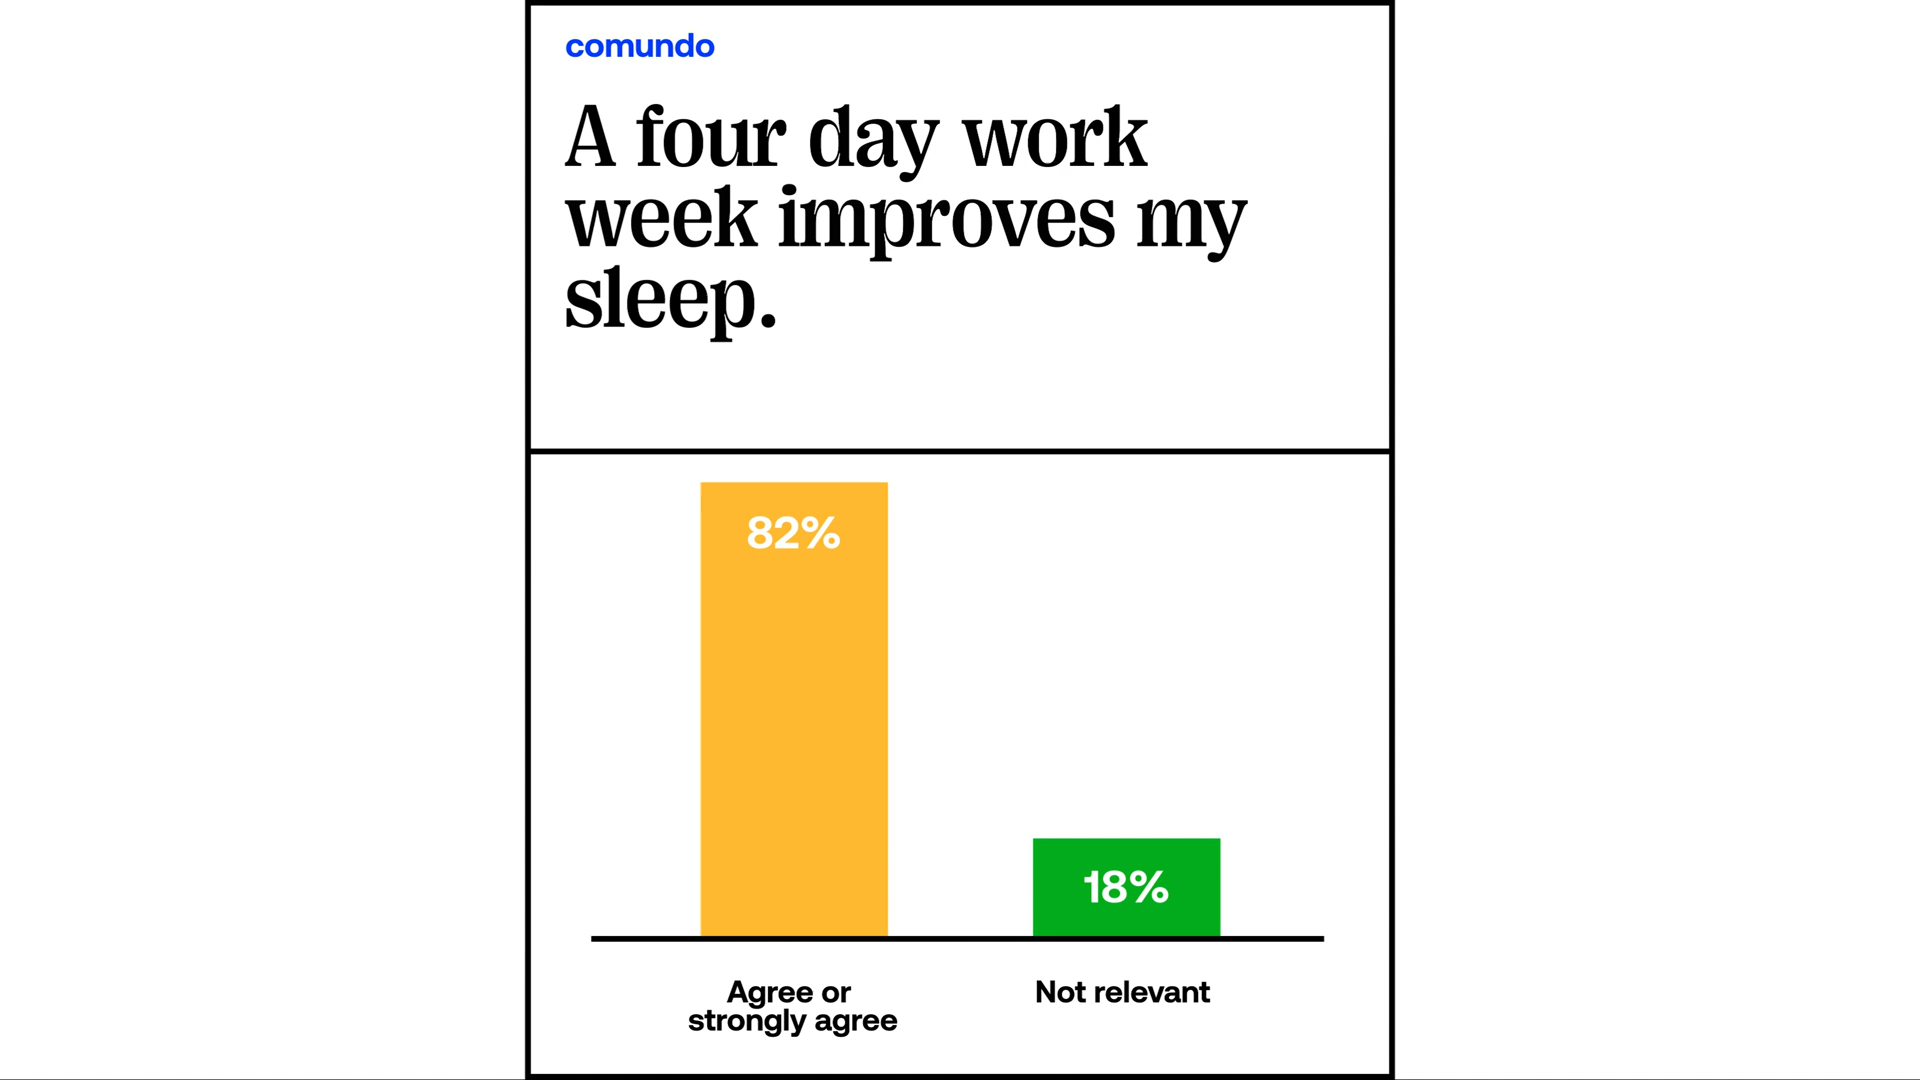 comundo
A four day work
week improves my
sleep.
82%
18%
Agree or
strongly agree
Not relevant